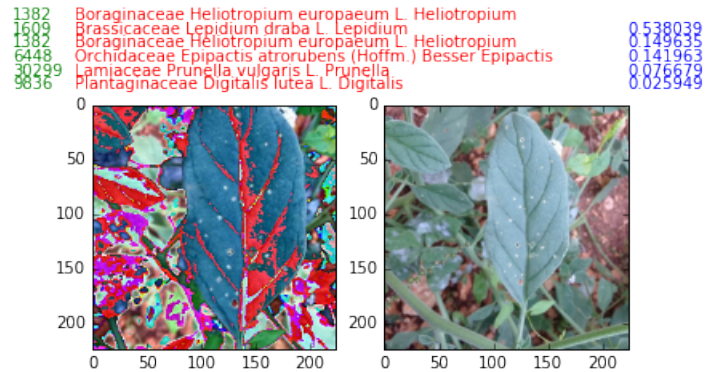 1382 Boraginaceae Heliotropium europaeum L. Heliotropium
1609 Brassicaceae Lepidium draba L. Lepidium 0.538039
1382 Boraginaceae Heliotropium europaeum L. Heliotropium 0.149635
6448 Orchidaceae Epipactis atrorubens (Hoffm.) Besser Epipactis 0.141963
30299 Lamiaceae Prunella vulgaris L. Prunella 0.076679
9836 Plantaginaceae Digitalis lutea L. Digitalis 0.025949
0 0
50 50
100 100
150 150
200 200
0 50 100 150 200 0 50 100 150 200